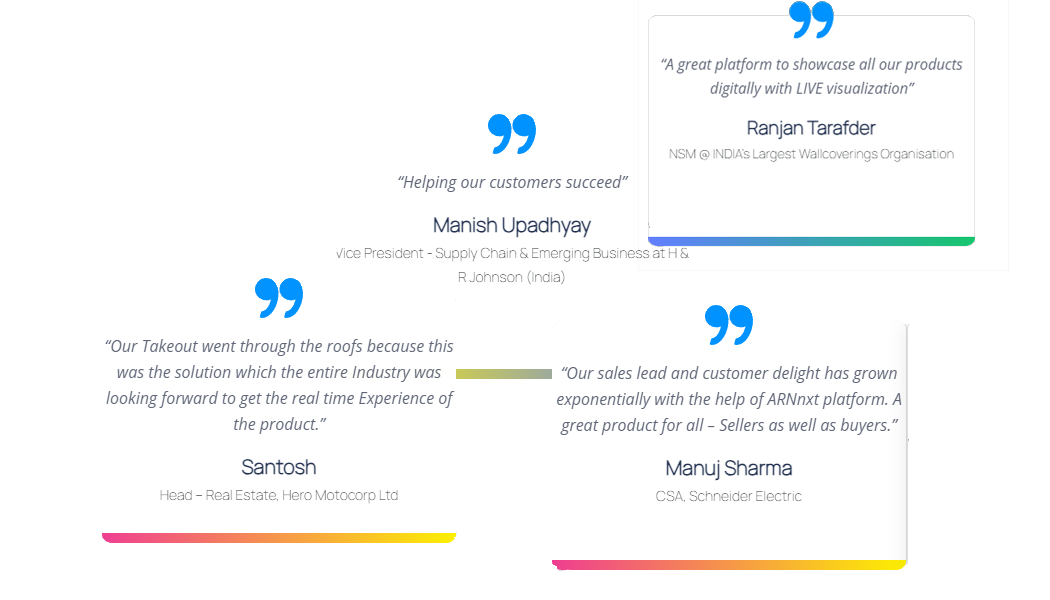 “A great platform to showcase all our products
digitally with LIVE visualization”
Ranjan Tarafder
NSM @ INDIA's Largest Wallcoverings Organisation
“Helping our customers succeed”
Manish Upadhyay
Vice President - Supply Chain & Emerging Business at H &
R Johnson (India)
“Our Takeout went through the roofs because this
was the solution which the entire Industry was
looking forward to get the real time Experience of
the product.”
Santosh
Head – Real Estate, Hero Motocorp Ltd
“Our sales lead and customer delight has grown
exponentially with the help of ARNnxt platform. A
great product for all – Sellers as well as buyers.”
Manuj Sharma
CSA, Schneider Electric